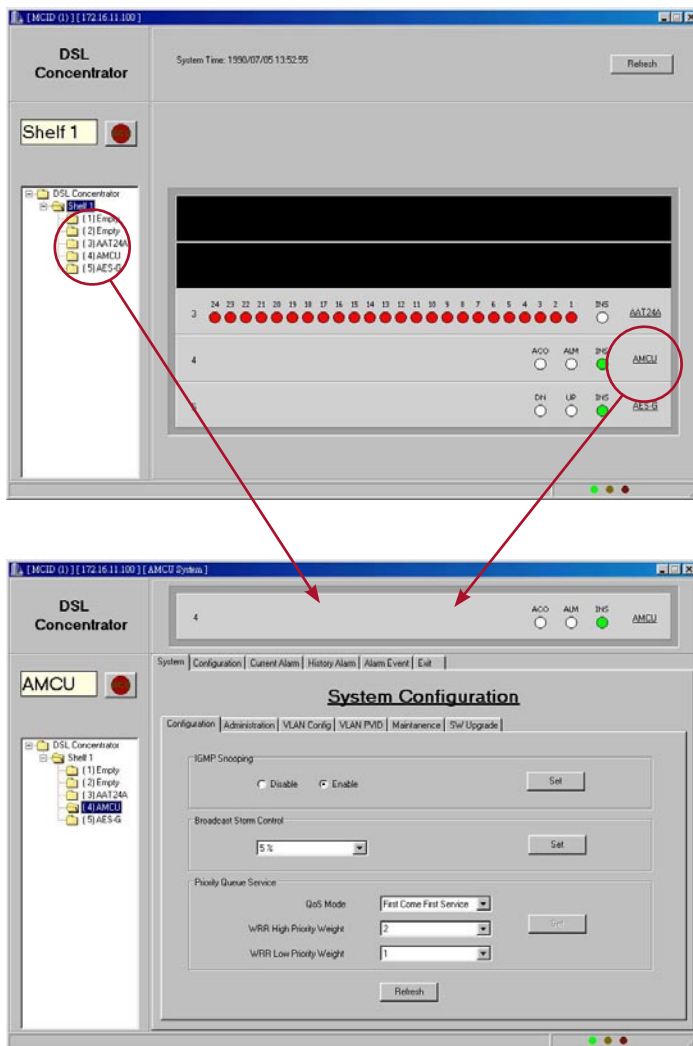 [ MCID (1) ] [ 172.16.11.100 ]
DSL
Concentrator
System Time: 1990/07/05 13:52:55
Refresh
Shelf 1
DSL Concentrator
Shelf 1
( 1) Empty
( 2) Empty
( 3) AAT24A
( 4) AMCU
( 5) AES-G
24 23 22 21 20 19 18 17 16 15 14 13 12 11 10 9 8 7 6 5 4 3 2 1 INS
3 AAT24A
ACO ALM INS
4 AMCU
DN UP INS
AES-G
[ MCID (1) ] [ 172.16.11.100 ] [ AMCU System ]
DSL
Concentrator
ACO ALM INS
4 AMCU
System Configuration Current Alarm History Alarm Alarm Event Exit
AMCU
System Configuration
Configuration Administration VLAN Config VLAN PVID Maintanence SW Upgrade
DSL Concentrator
Shelf 1
( 1) Empty
( 2) Empty
( 3) AAT24A
( 4) AMCU
( 5) AES-G
IGMP Snooping
Disable Enable Set
Broadcast Storm Control
5 % Set
Priority Queue Service
QoS Mode First Come First Service
WRR High Priority Weight 2 Set
WRR Low Priority Weight 1
Refresh